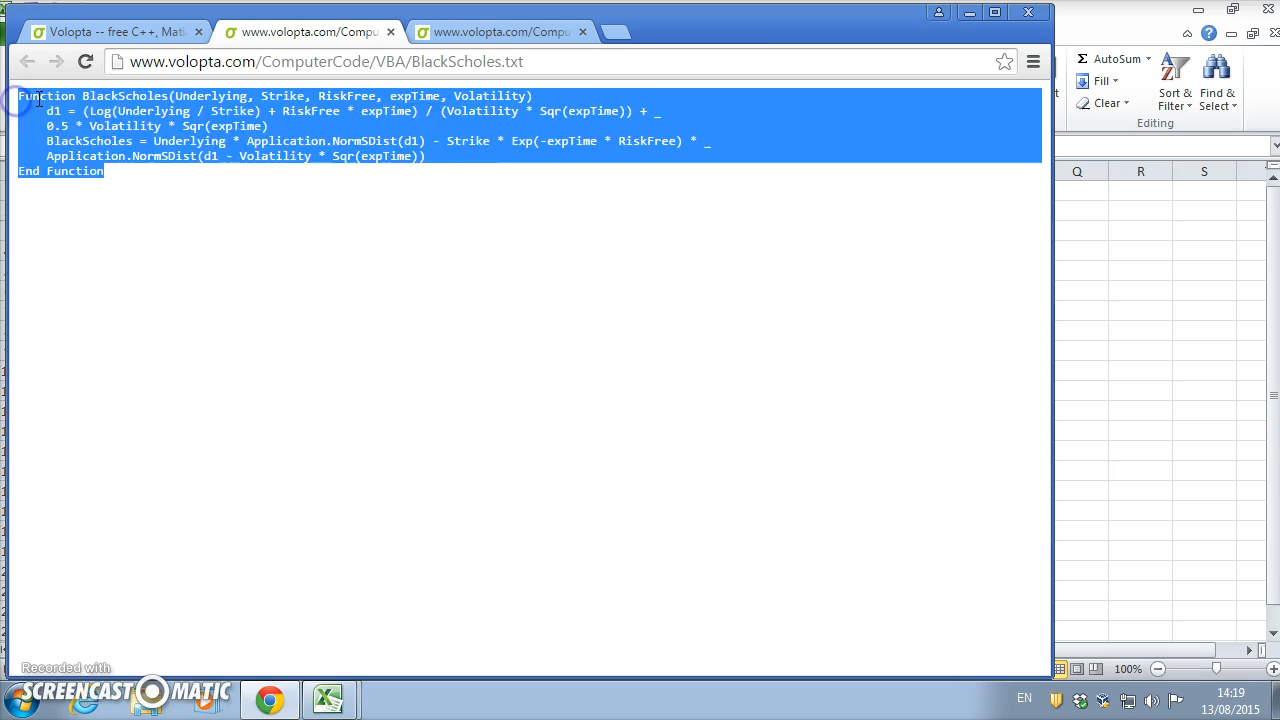 Volopta -- free C++, Matl
www.volopta.com/Compu
www.volopta.com/Compu
www.volopta.com/ComputerCode/VBA/BlackScholes.txt
Function BlackScholes(Underlying, Strike, RiskFree, expTime, Volatility)
d1 = (Log(Underlying / Strike) + RiskFree * expTime) / (Volatility * Sqr(expTime)) + _
0.5 * Volatility * Sqr(expTime)
BlackScholes = Underlying * Application.NormSDist(d1) - Strike * Exp(-expTime * RiskFree) * _
Application.NormSDist(d1 - Volatility * Sqr(expTime))
End Function
AutoSum
Fill
Clear
Sort &
Filter
Find &
Select
Editing
Q R S
100%
Recorded with
SCREENCAST MATIC
EN
14:19
13/08/2015